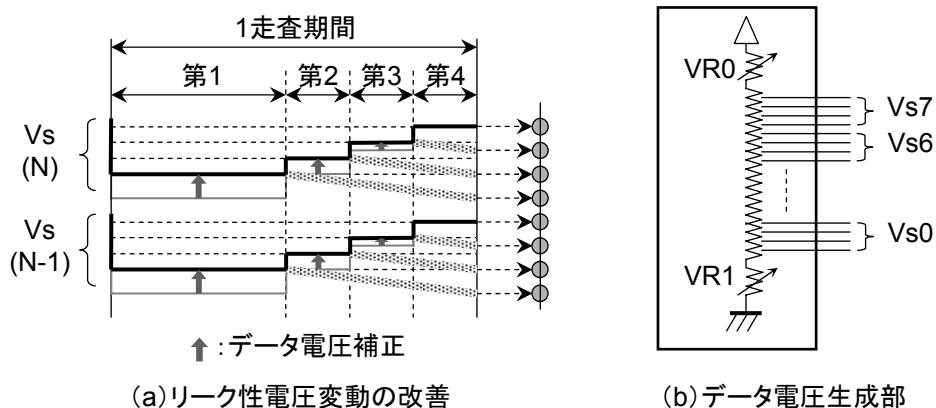 1走査期間
第1
第2
第3
第4
Vs
(N)
Vs
(N-1)
:データ電圧補正
(a)リーク性電圧変動の改善
VR0
Vs7
Vs6
Vs0
VR1
(b)データ電圧生成部